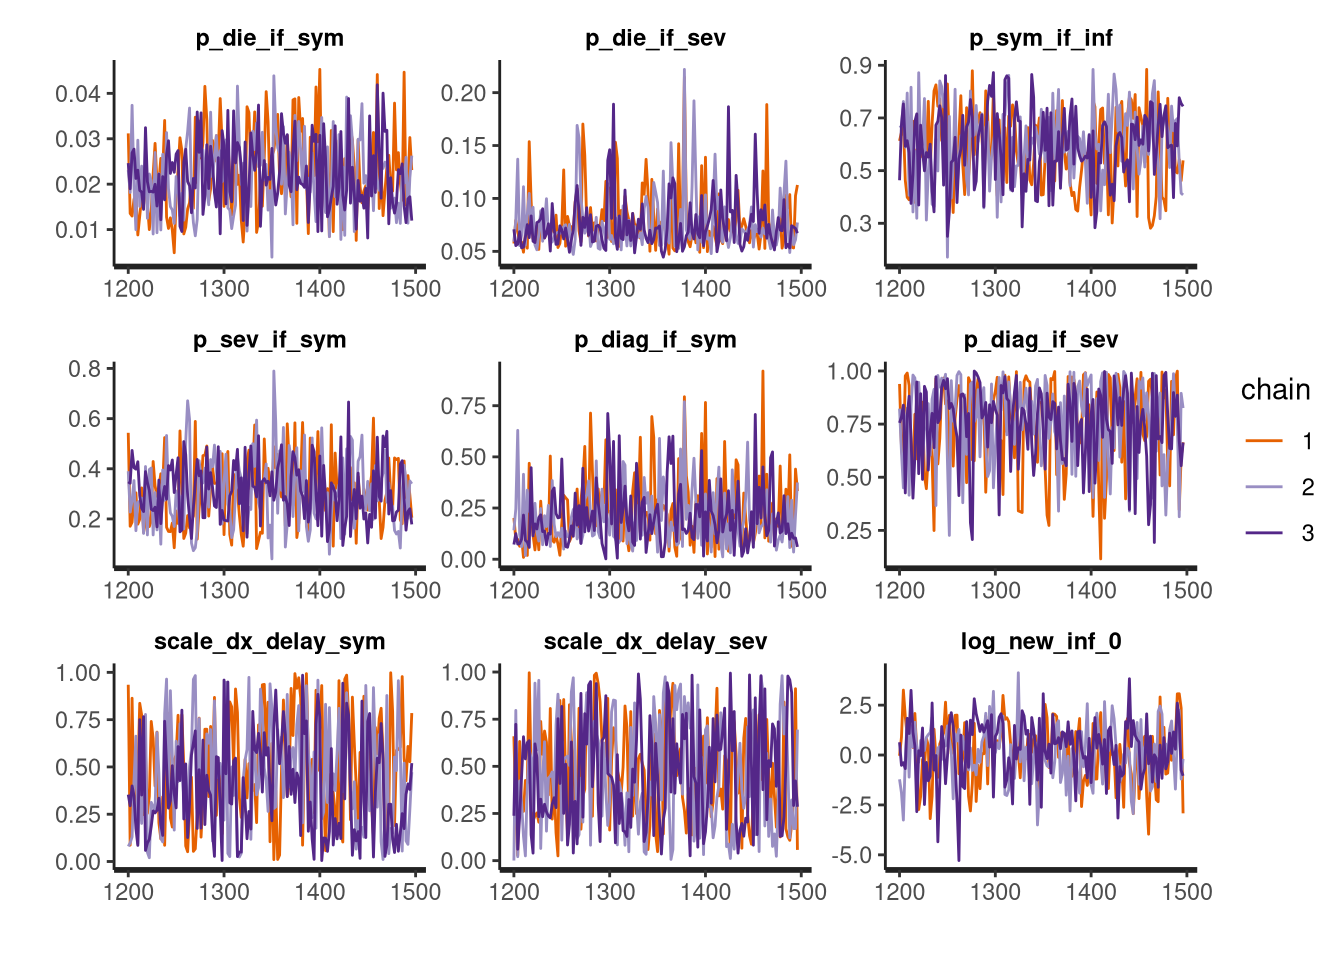 p_die_if_sym p_die_if_sev p_sym_if_inf
0.04 0.03 0.02 0.01
1200 1300 1400 1500
0.20 0.15 0.10 0.05
1200 1300 1400 1500
0.9 0.7 0.5 0.3
1200 1300 1400 1500
p_sev_if_sym p_diag_if_sym p_diag_if_sev
0.8 0.6 0.4 0.2
1200 1300 1400 1500
0.75 0.50 0.25 0.00
1200 1300 1400 1500
1.00 0.75 0.50 0.25
1200 1300 1400 1500
scale_dx_delay_sym scale_dx_delay_sev log_new_inf_0
1.00 0.75 0.50 0.25 0.00
1200 1300 1400 1500
1.00 0.75 0.50 0.25 0.00
1200 1300 1400 1500
2.5 0.0 -2.5 -5.0
1200 1300 1400 1500
chain
1
2
3